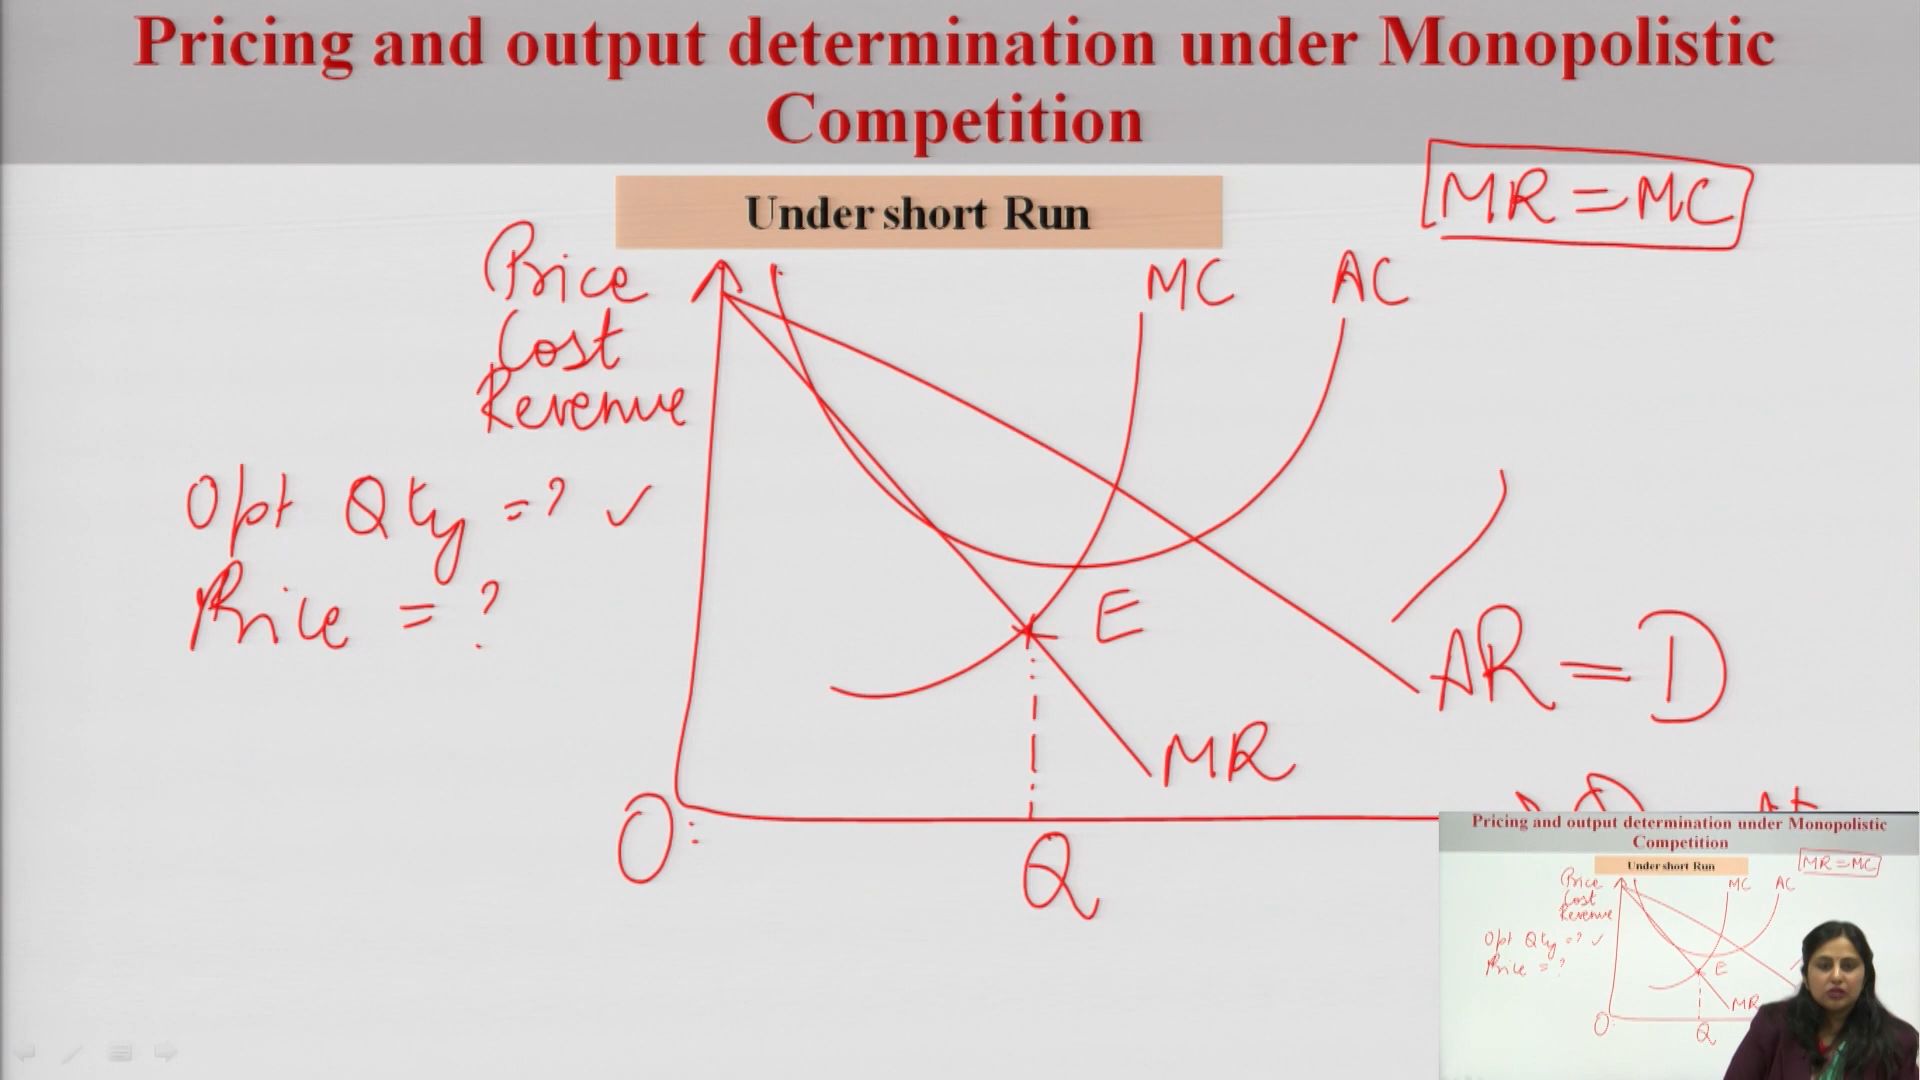 Pricing and output determination under Monopolistic
Competition
Under short Run
MR = MC
Price
Cost
Revenue
MC
AC
Opt Qty = ? ✓
Price = ?
E
AR = D
MR
O
Q
Pricing and output determination under Monopolistic
Competition
Under short Run
MR = MC
Price
Cost
Revenue
MC
AC
Opt Qty = ? ✓
Price = ?
E
MR
O
Q